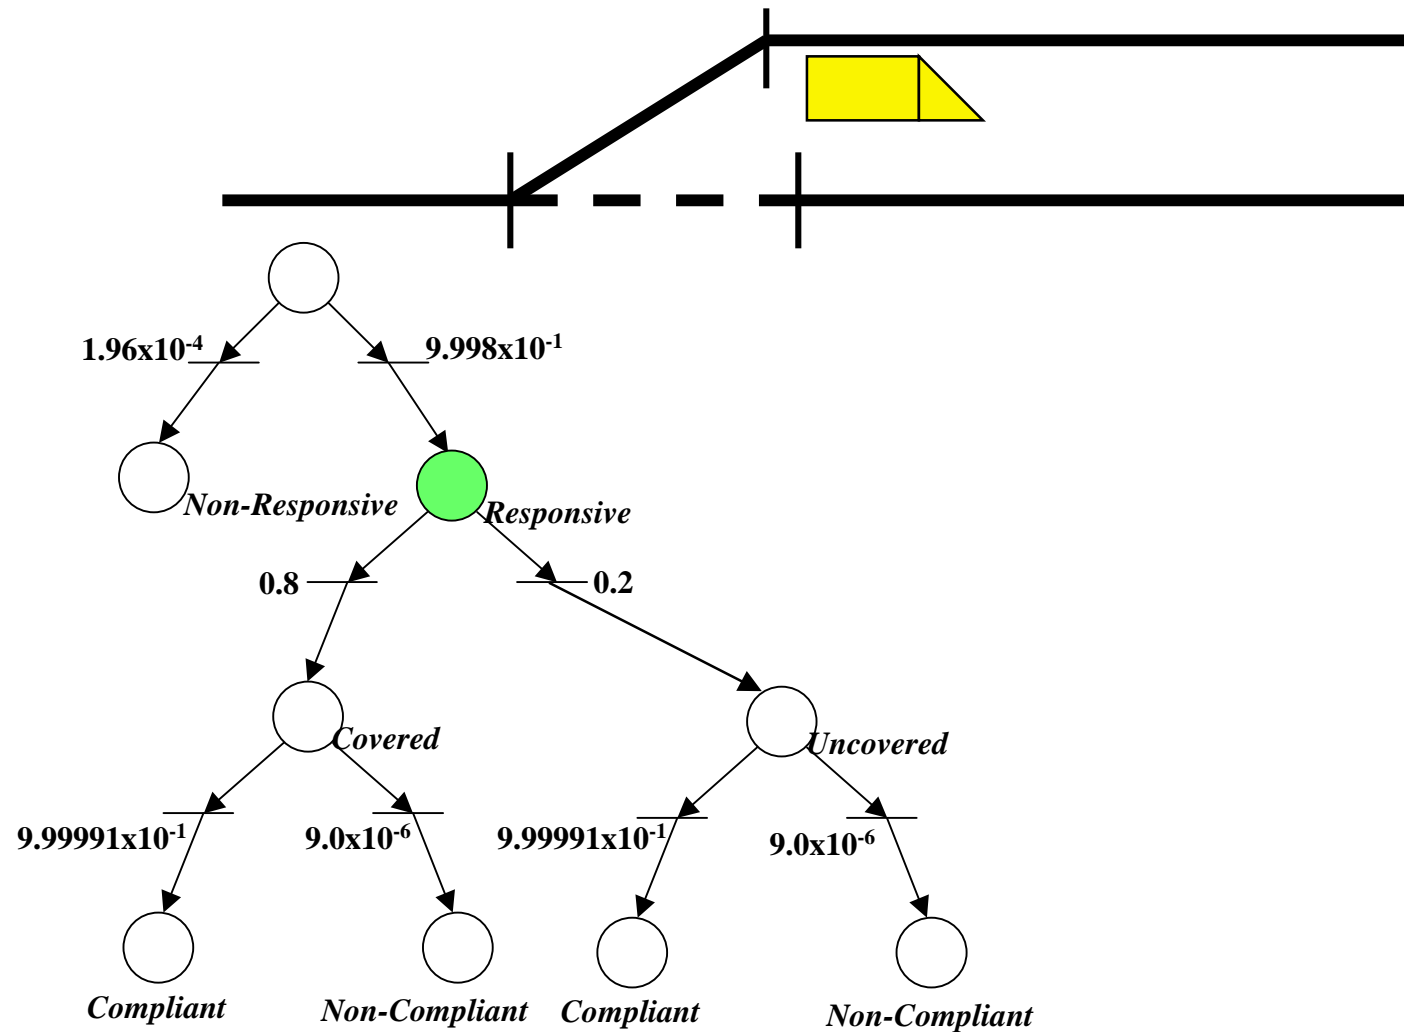 1.96x10⁻⁴
9.998x10⁻¹
Non-Responsive
Responsive
0.8
0.2
Covered
Uncovered
9.99991x10⁻¹
9.0x10⁻⁶
9.99991x10⁻¹
9.0x10⁻⁶
Compliant
Non-Compliant
Compliant
Non-Compliant